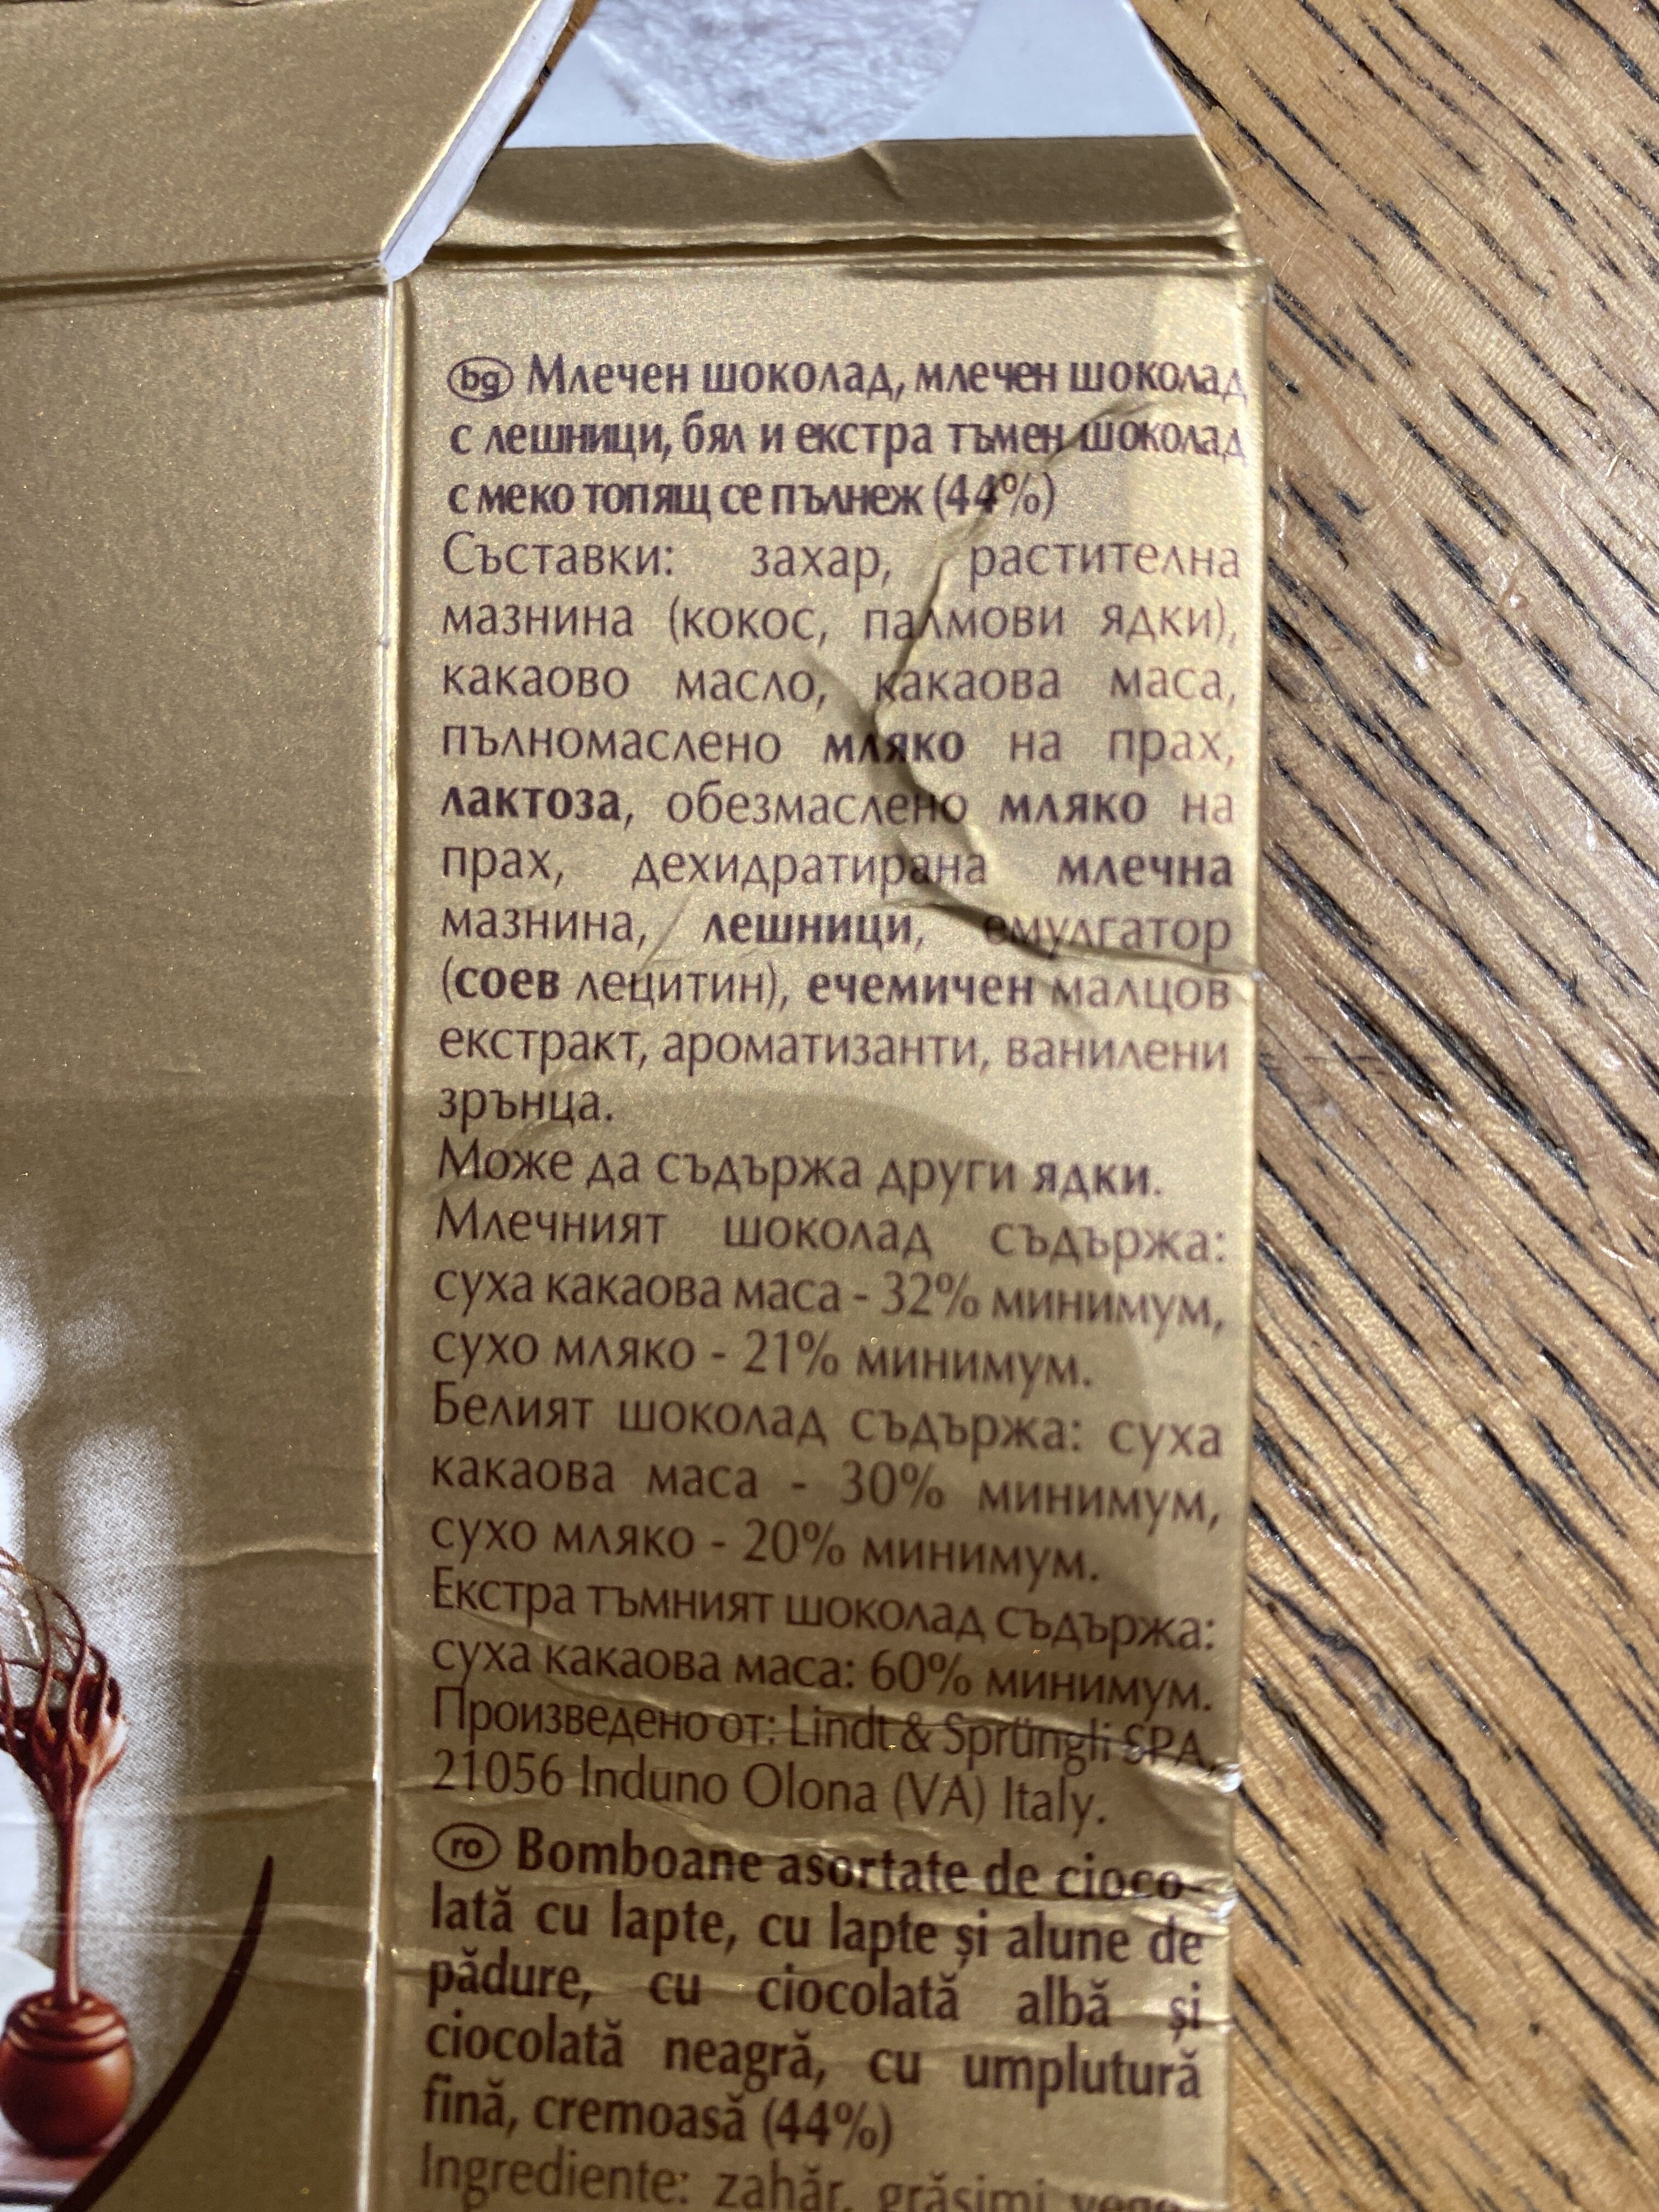 bg Млечен шоколад, млечен шоколад
с лешници, бял и екстра тъмен шоколад
с меко топящ се пълнеж (44%)
Съставки: захар, растителна
мазнина (кокос, палмови ядки),
какаово масло, какаова маса,
пълномаслено мляко на прах,
лактоза, обезмаслено мляко на
прах, дехидратирана млечна
мазнина, лешници, емулгатор
(соев лецитин), ечемичен малцов
екстракт, ароматизанти, ванилени
зрънца.
Може да съдържа други ядки.
Млечният шоколад съдържа:
суха какаова маса - 32% минимум,
сухо мляко - 21% минимум.
Белият шоколад съдържа: суха
какаова маса - 30% минимум,
сухо мляко - 20% минимум.
Екстра тъмният шоколад съдържа:
суха какаова маса: 60% минимум.
Произведено от: Lindt & Sprüngli SPA,
21056 Induno Olona (VA) Italy.
ro Bomboane asortate de cioco-
lată cu lapte, cu lapte și alune de
pădure, cu ciocolată albă și
ciocolată neagră, cu umplutură
fină, cremoasă (44%)
Ingrediente: zahăr, grăsimi